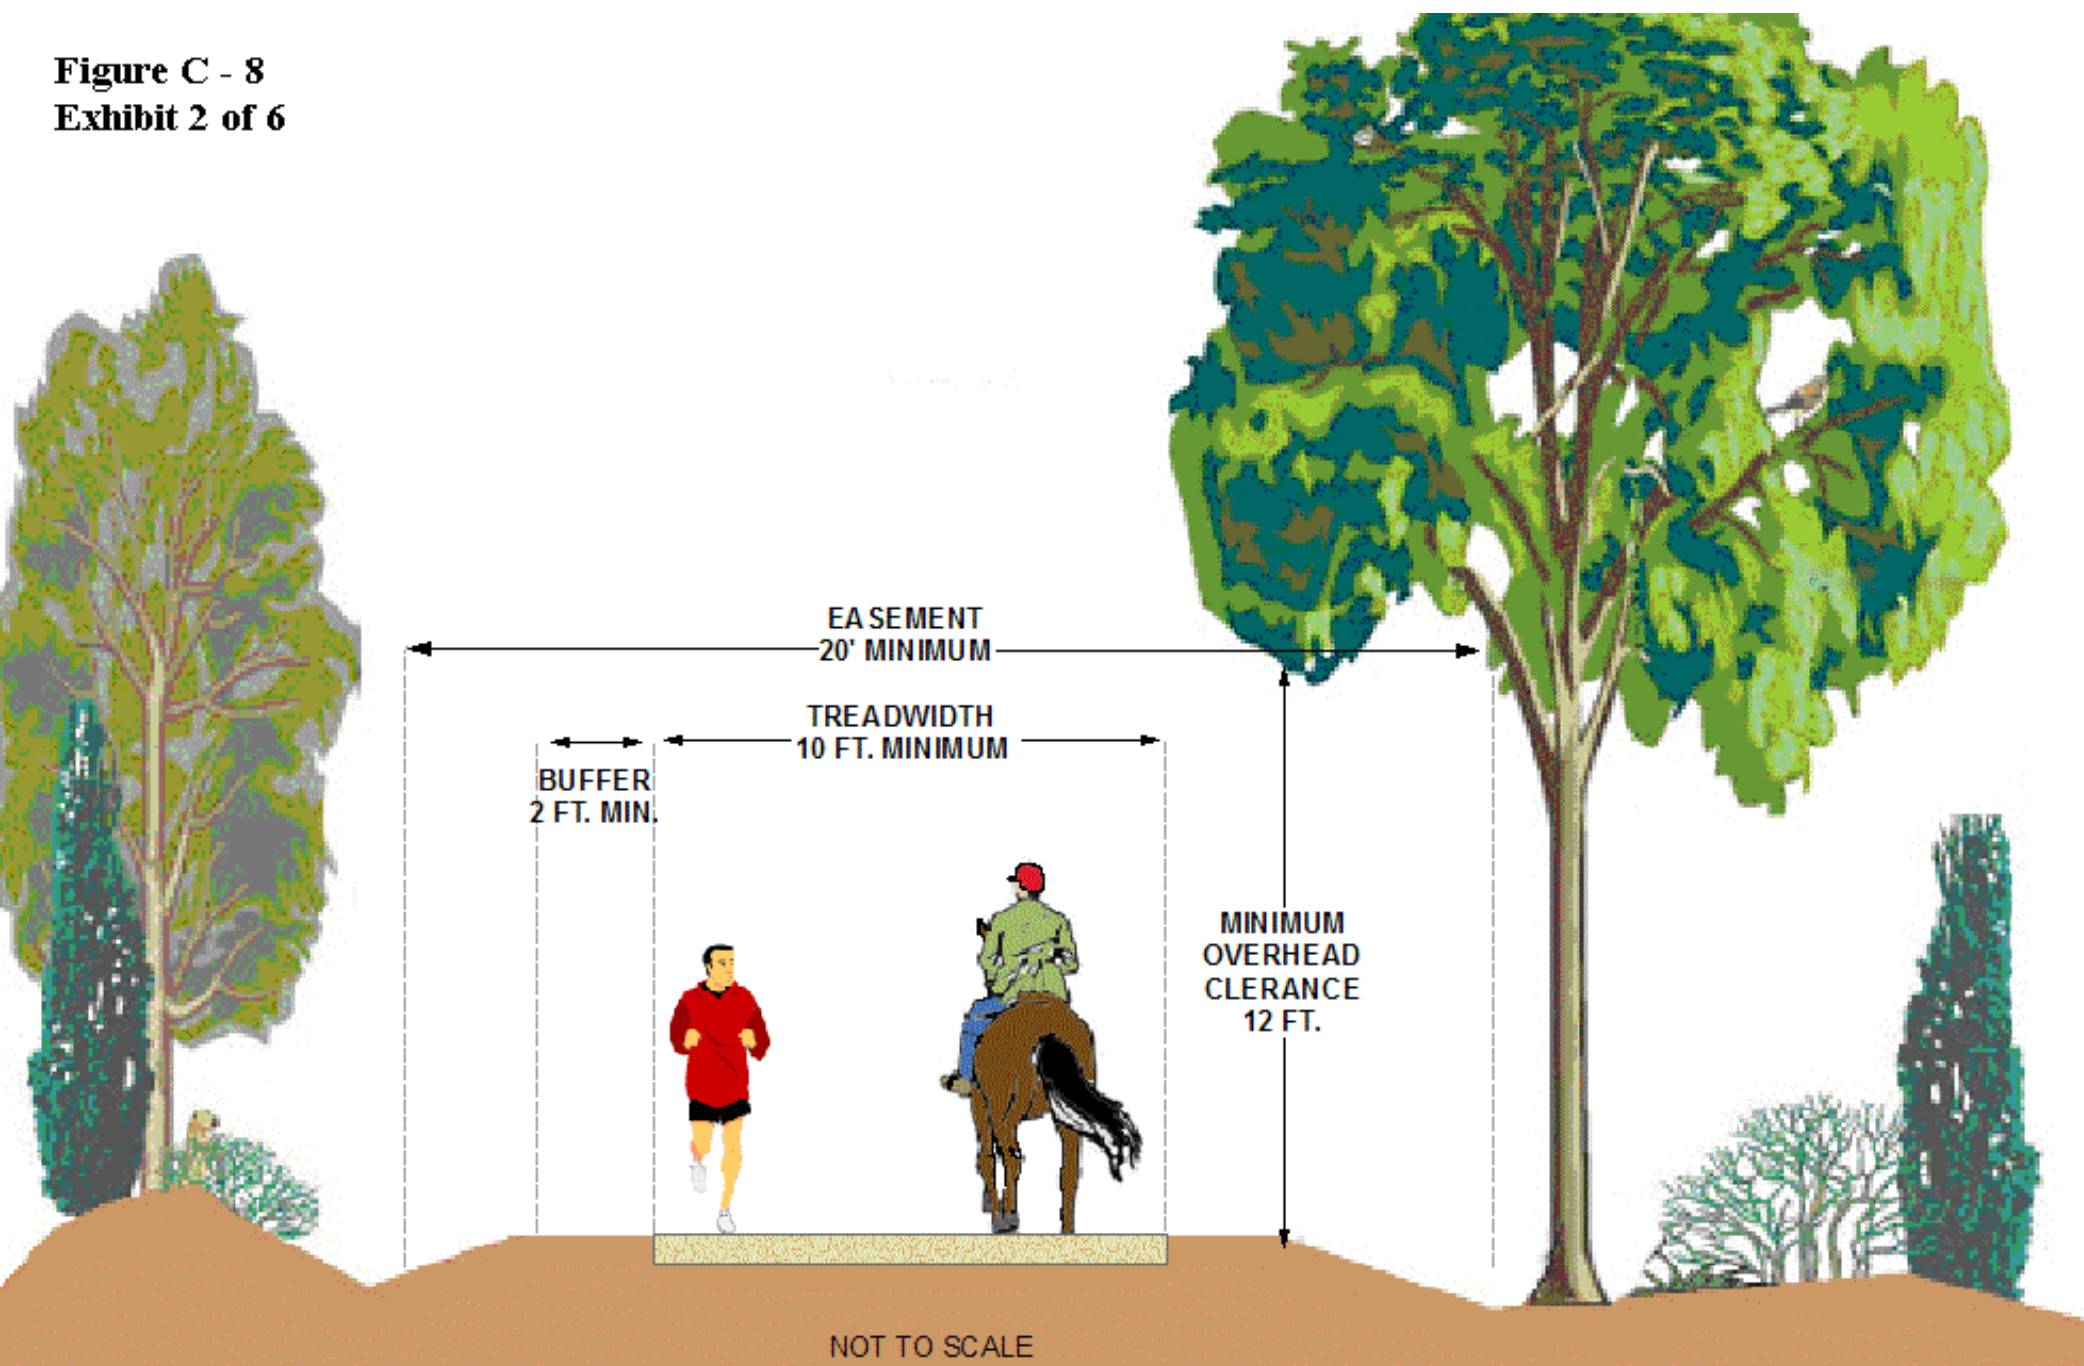 Figure C - 8
Exhibit 2 of 6
EASEMENT
20' MINIMUM
TREADWIDTH
10 FT. MINIMUM
BUFFER
2 FT. MIN.
MINIMUM
OVERHEAD
CLERANCE
12 FT.
NOT TO SCALE